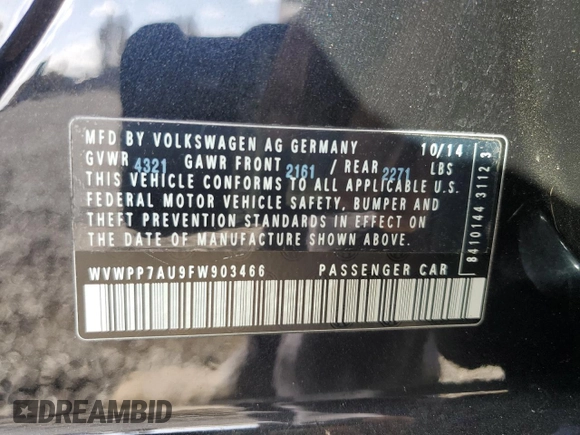 MFD BY VOLKSWAGEN AG GERMANY 10/14
GVWR 4321 GAWR FRONT 2161 / REAR 2271 LBS
THIS VEHICLE CONFORMS TO ALL APPLICABLE U.S.
FEDERAL MOTOR VEHICLE SAFETY, BUMPER AND
THEFT PREVENTION STANDARDS IN EFFECT ON
THE DATE OF MANUFACTURE SHOWN ABOVE.
WVWPP7AU9FW903466 PASSENGER CAR
8410144 3112 3
DREAMBID